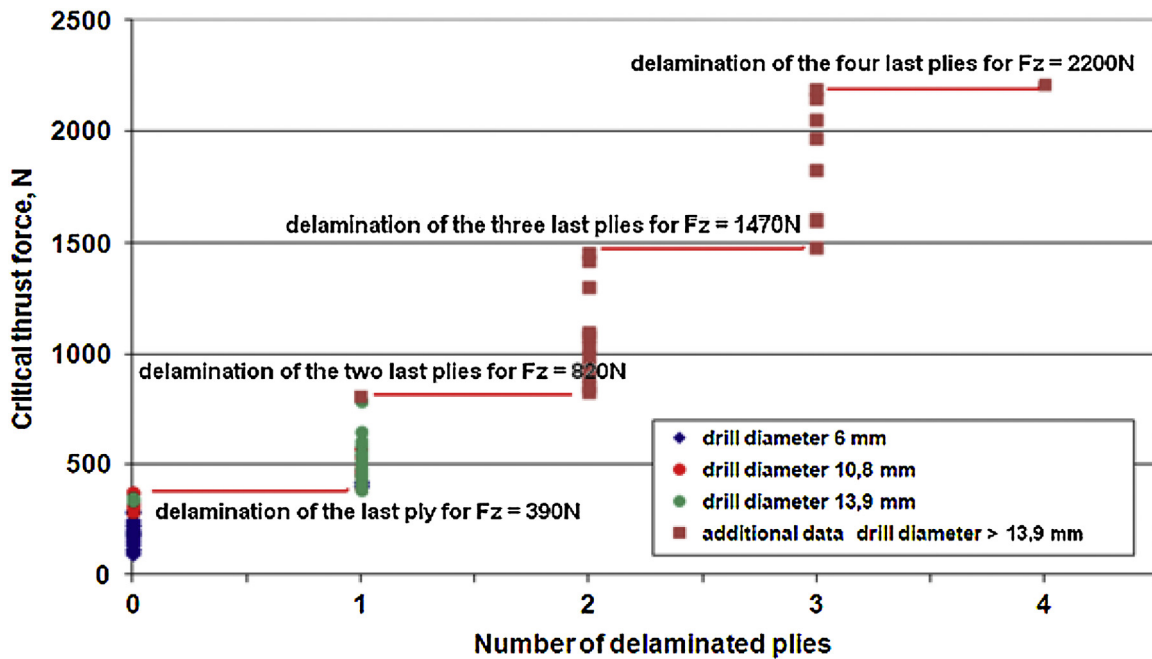 2500
delamination of the four last plies for Fz = 2200N
2000
delamination of the three last plies for Fz = 1470N
1500
1000
delamination of the two last plies for Fz = 820N
500
delamination of the last ply for Fz = 390N
0
drill diameter 6 mm
drill diameter 10,8 mm
drill diameter 13,9 mm
additional data drill diameter > 13,9 mm
0 1 2 3 4
Number of delaminated plies
Critical thrust force, N